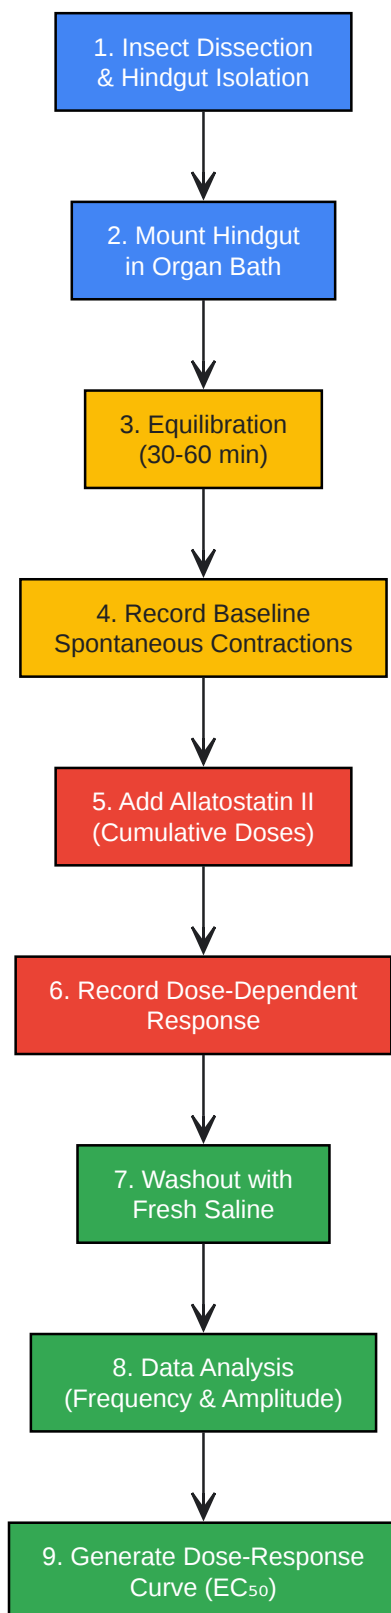 1. Insect Dissection
& Hindgut Isolation
2. Mount Hindgut
in Organ Bath
3. Equilibration
(30-60 min)
4. Record Baseline
Spontaneous Contractions
5. Add Allatostatin II
(Cumulative Doses)
6. Record Dose-Dependent
Response
7. Washout with
Fresh Saline
8. Data Analysis
(Frequency & Amplitude)
9. Generate Dose-Response
Curve (EC₅₀)